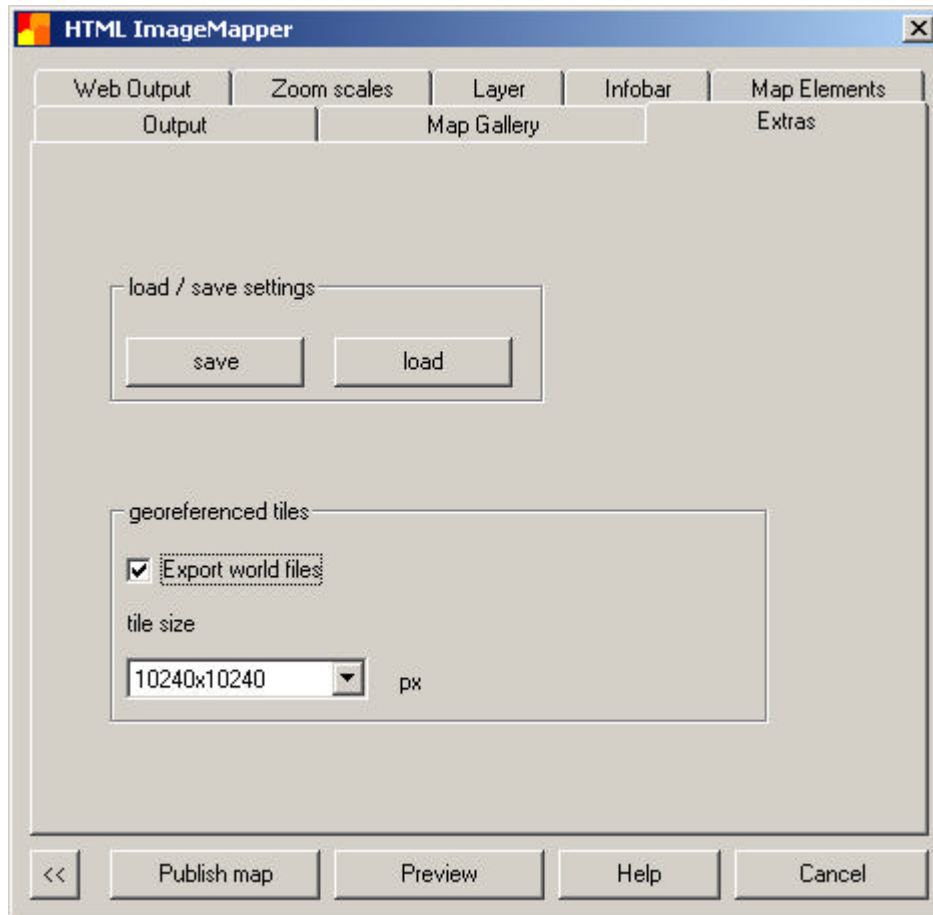 HTML ImageMapper
Web Output Zoom scales Layer Infobar Map Elements
Output Map Gallery Extras
load / save settings
save load
georeferenced tiles
Export world files
tile size
10240x10240 px
<< Publish map Preview Help Cancel